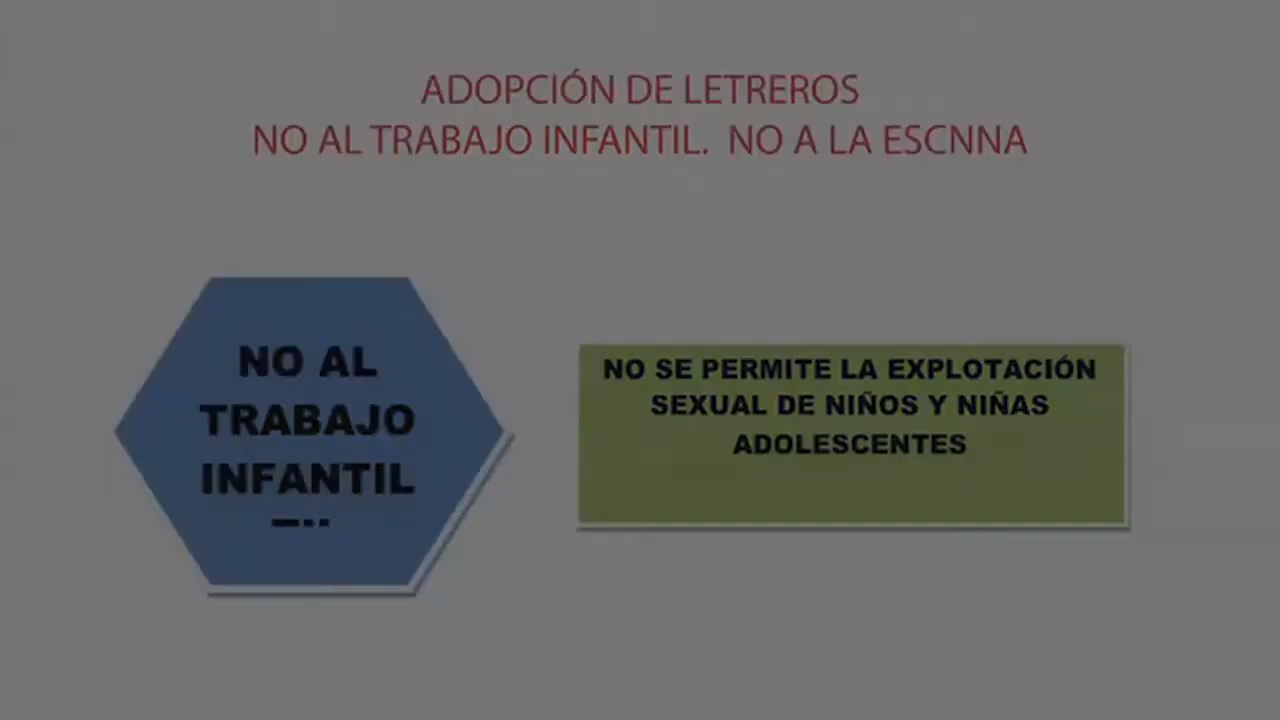 ADOPCIÓN DE LETREROS
NO AL TRABAJO INFANTIL. NO A LA ESCNNA
NO AL
TRABAJO
INFANTIL
NO SE PERMITE LA EXPLOTACIÓN
SEXUAL DE NIÑOS Y NIÑAS
ADOLESCENTES